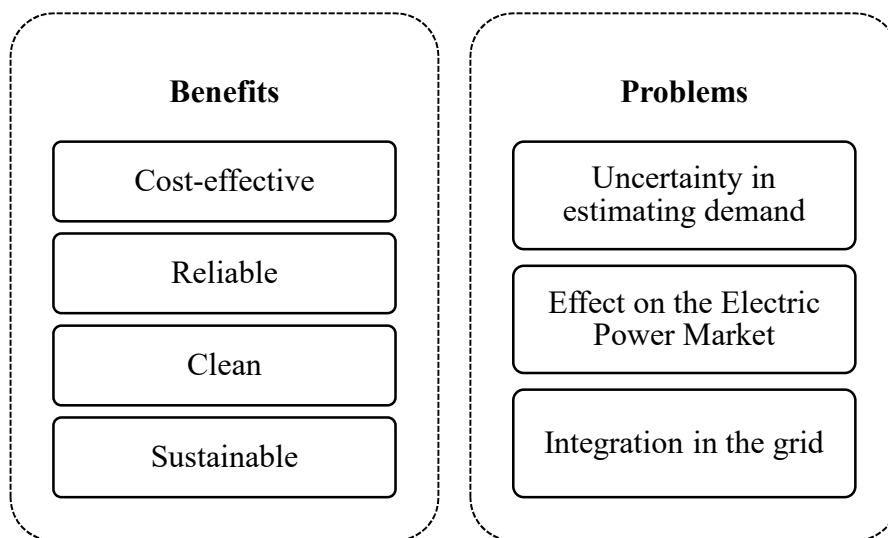 Benefits
Cost-effective
Reliable
Clean
Sustainable
Problems
Uncertainty in
estimating demand
Effect on the Electric
Power Market
Integration in the grid